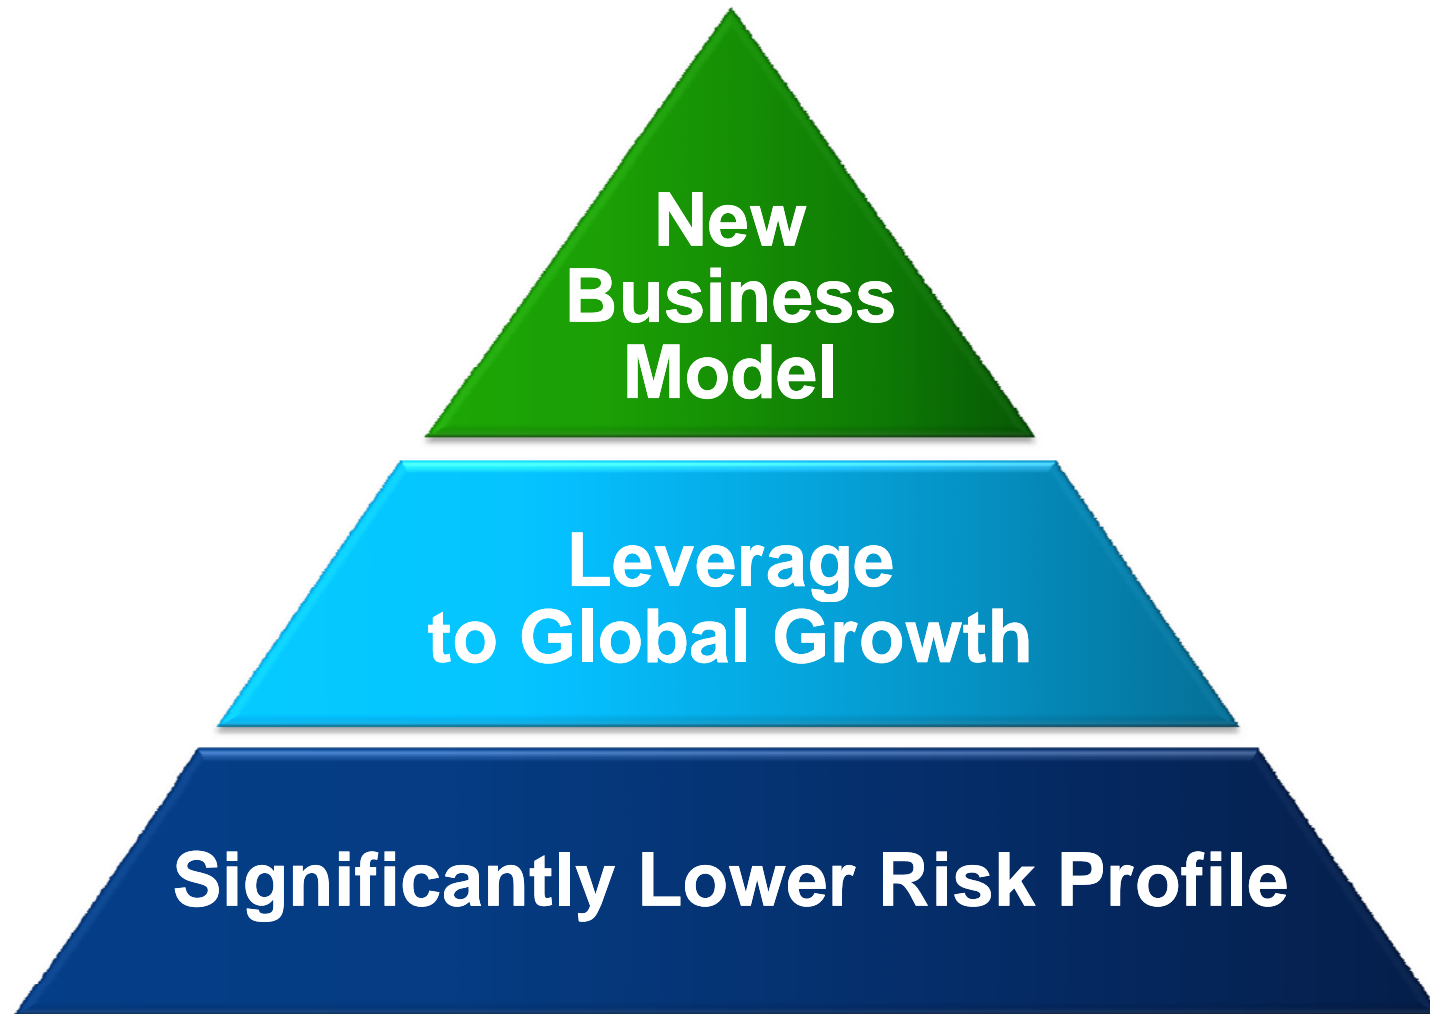 New
Business
Model
Leverage
to Global Growth
Significantly Lower Risk Profile